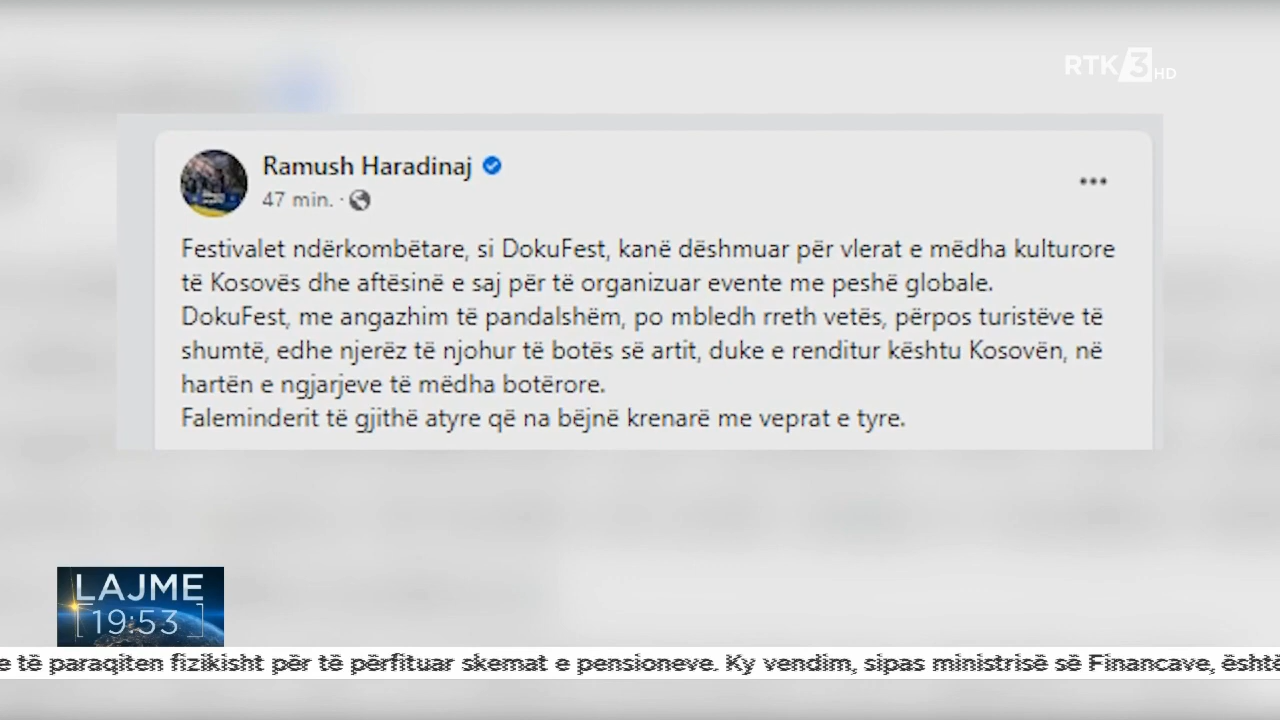 RTK 3 HD
Ramush Haradinaj
47 min. ·
Festivalet ndërkombëtare, si DokuFest, kanë dëshmuar për vlerat e mëdha kulturore
të Kosovës dhe aftësinë e saj për të organizuar evente me peshë globale.
DokuFest, me angazhim të pandalshëm, po mbledh rreth vetës, përpos turistëve të
shumtë, edhe njerëz të njohur të botës së artit, duke e renditur kështu Kosovën, në
hartën e ngjarjeve të mëdha botërore.
Faleminderit të gjithë atyre që na bëjnë krenarë me veprat e tyre.
LAJME
19:53
e të paraqiten fizikisht për të përfituar skemat e pensioneve. Ky vendim, sipas ministrisë së Financave, është